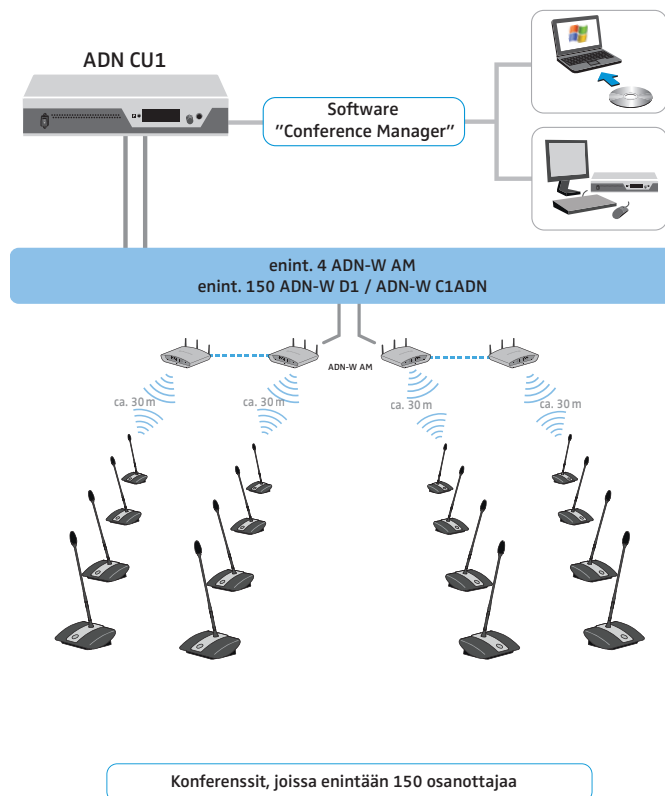 ADN CU1
Software
"Conference Manager"
enint. 4 ADN-W AM
enint. 150 ADN-W D1 / ADN-W C1ADN
ADN-W AM
ca. 30 m
ca. 30 m
ca. 30 m
ca. 30 m
Konferenssit, joissa enintään 150 osanottajaa